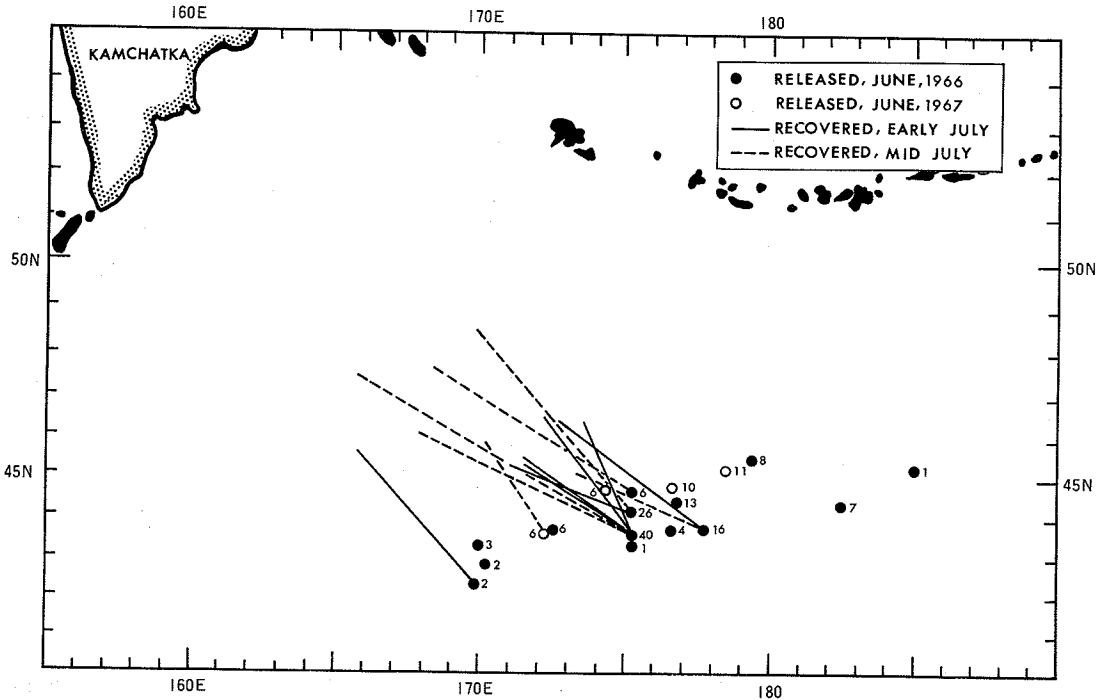 160E 170E 180
KAMCHATKA
RELEASED, JUNE, 1966
RELEASED, JUNE, 1967
RECOVERED, EARLY JULY
RECOVERED, MID JULY
50N 50N
45N 45N
8
11
1
6 6 10
13
26 7
40 4 16
6 6
3 1
2
2
160E 170E 180